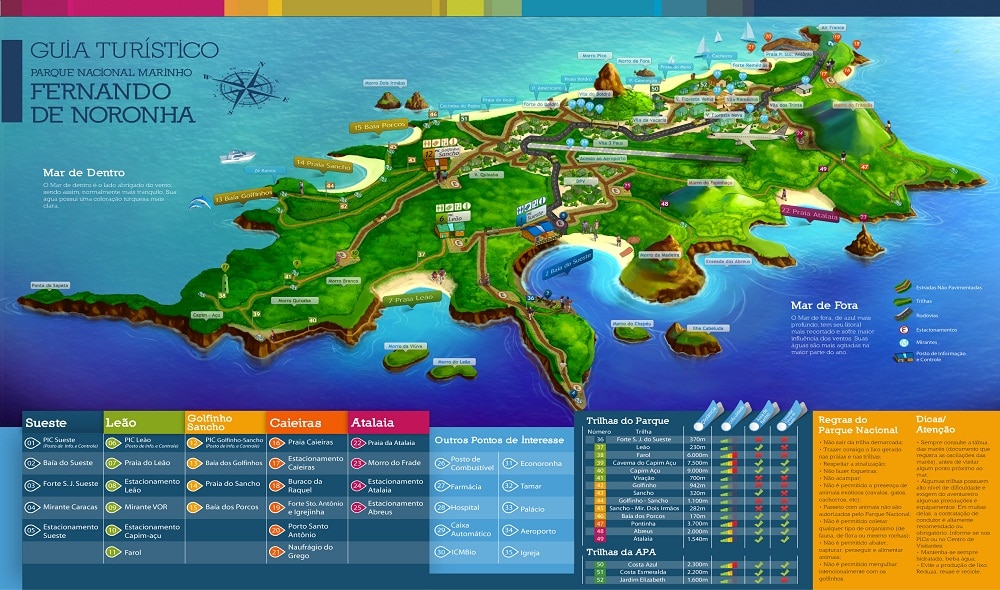 GUIA TURÍSTICO
PARQUE NACIONAL MARINHO
FERNANDO
DE NORONHA
Mar de Dentro
O Mar de dentro é o lado abrigado do vento,
sendo assim, normalmente mais tranquilo. Sua
água possui uma coloração turquesa mais
clara.
Morro Dois Irmãos
15 Baía Porcos
14 Praia Sancho
13 Baía Golfinhos
12
Sancho
6
Leão
Sueste
2 Baía do Sueste
7 Praia Leão
22 Praia Atalaia
Ponta da Sapata
Capim - Açu
Morro Quixaba
Morro Branco
Morro da Viúva
Morro do Leão
Morro do Chapéu
Ilha Cabeluda
Morro da Madeira
Enseada dos Abreus
Morro do Francês
Morro Pico
Morro do Fora
Vila do Boldró
Vila da Vacaria
Vila 3 Paus
Acesso ao Aeroporto
V. Quixaba
DPV
Vila dos Trinta
V. Floresta Nova
Air France
Mar de Fora
O Mar de fora, de azul mais
profundo, tem seu litoral
mais recortado e sofre maior
influência dos ventos. Suas
águas são mais agitadas na
maior parte do ano.
Estradas Não Pavimentadas
Trilhas
Rodovias
E Estacionamentos
Mirantes
Posto de Informação
e Controle
Sueste
01 PIC Sueste
(Posto de Info. e Controle)
02 Baía do Sueste
03 Forte S. J. Sueste
04 Mirante Caracas
05 Estacionamento
Sueste
Leão
06 PIC Leão
(Posto de Info. e Controle)
07 Praia do Leão
08 Estacionamento
Leão
09 Mirante VOR
10 Estacionamento
Capim-açu
11 Farol
Golfinho
Sancho
12 PIC Golfinho-Sancho
(Posto de Info. e Controle)
13 Baía dos Golfinhos
14 Praia do Sancho
15 Baía dos Porcos
Caieiras
16 Praia Caieiras
17 Estacionamento
Caieiras
18 Buraco da
Raquel
19 Forte Sto. Antônio
e Igrejinha
20 Porto Santo
Antônio
21 Naufrágio do
Grego
Atalaia
22 Praia da Atalaia
23 Morro do Frade
24 Estacionamento
Atalaia
25 Estacionamento
Abreus
Outros Pontos de Interesse
26 Posto de
Combustível
27 Farmácia
28 Hospital
29 Caixa
Automático
30 ICMBio
31 Econoronha
32 Tamar
33 Palácio
34 Aeroporto
35 Igreja
Trilhas do Parque
Número Trilha
36 Forte S. J. do Sueste 370m
37 Leão 230m
38 Farol 6.000m
39 Caverna do Capim Açu 7.500m
40 Capim Açu 9.000m
41 Viração 700m
42 Golfinho 942m
43 Sancho 320m
44 Golfinho - Sancho 1.100m
45 Sancho - Mir. Dois Irmãos 282m
46 Baía dos Porcos 170m
47 Pontinha 3.700m
48 Abreus 2.000m
49 Atalaia 1.540m
Trilhas da APA
50 Costa Azul 2.300m
51 Costa Esmeralda 2.200m
52 Jardim Elizabeth 1.600m
Regras do
Parque Nacional
• Não sair da trilha demarcada;
• Trazer consigo o lixo gerado
nas praias e nas trilhas;
• Respeitar a sinalização;
• Não fazer fogueiras;
• Não acampar;
• Não é permitido a presença de
animais exóticos (cavalos, gatos,
cachorros, etc);
• Passeio com animais não são
autorizadas pelo Parque Nacional;
• Não é permitido coletar
qualquer tipo de organismo (de
fauna, de flora ou mesmo rochas);
• Não é permitido abater,
capturar, perseguir e alimentar
animais;
• Não é permitido mergulhar
intencionalmente com os
golfinhos.
Dicas/
Atenção
• Sempre consulte a tábua
das marés (documento que
registra as oscilações das
marés), antes de visitar
algum ponto próximo ao
mar;
• Algumas trilhas possuem
alto nível de dificuldade e
exigem do aventureiro
algumas precauções e
equipamentos. Em muitas
delas, a contratação de
condutor é altamente
recomendado ou
obrigatório. Informe-se nos
PICs ou no Centro de
Visitantes.
• Mantenha-se sempre
hidratado, beba água;
• Evite a produção de lixo.
Reduza, reuse e recicle.